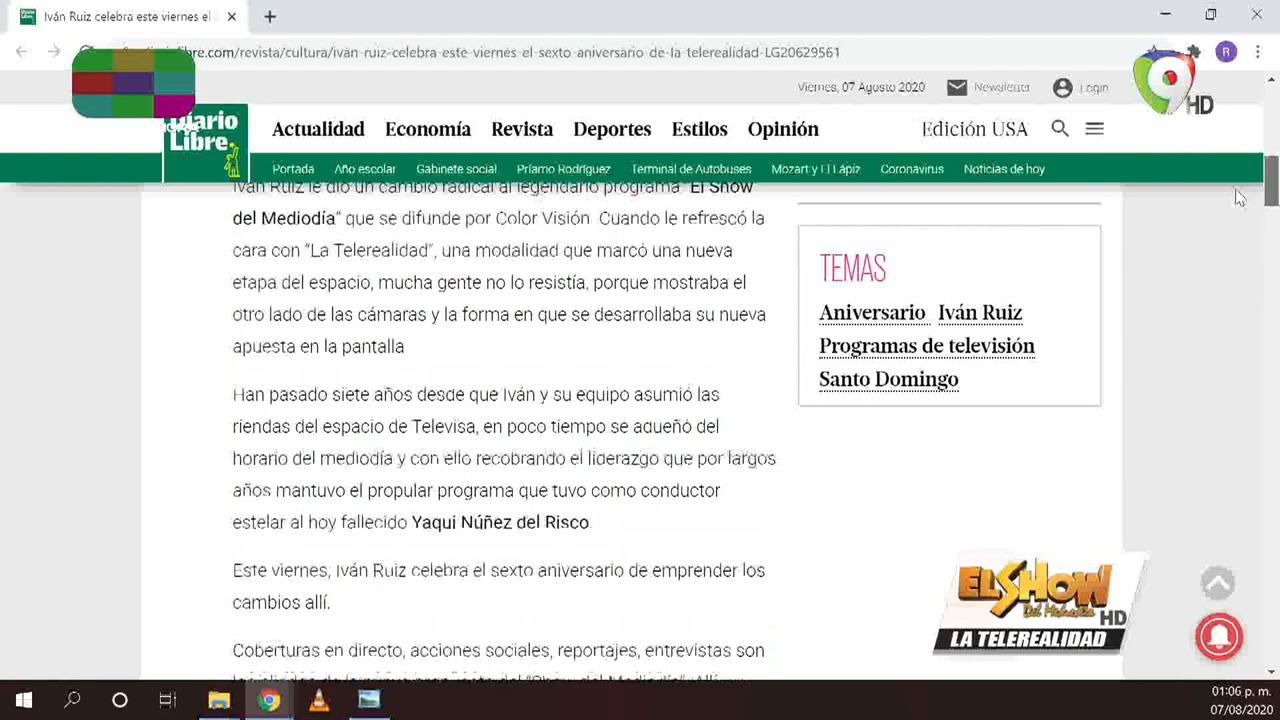 Iván Ruiz celebra este viernes el
libre.com/revista/cultura/ivan-ruiz-celebra-este-viernes-el-sexto-aniversario-de-la-telerealidad-LG20629561
R
HD
Viernes, 07 Agosto 2020
Newsletter
Login
Diario
Libre.
Actualidad Economía Revista Deportes Estilos Opinión
Edición USA
Portada Año escolar Gabinete social Príamo Rodríguez Terminal de Autobuses Mozart y El Lápiz Coronavirus Noticias de hoy
Iván Ruiz le dio un cambio radical al legendario programa "El Show
del Mediodía" que se difunde por Color Visión. Cuando le refrescó la
cara con "La Telerealidad", una modalidad que marcó una nueva
etapa del espacio, mucha gente no lo resistía, porque mostraba el
otro lado de las cámaras y la forma en que se desarrollaba su nueva
apuesta en la pantalla
Han pasado siete años desde que Iván y su equipo asumió las
riendas del espacio de Televisa, en poco tiempo se adueñó del
horario del mediodía y con ello recobrando el liderazgo que por largos
años mantuvo el propular programa que tuvo como conductor
estelar al hoy fallecido Yaqui Núñez del Risco.
Este viernes, Iván Ruiz celebra el sexto aniversario de emprender los
cambios allí.
Coberturas en directo, acciones sociales, reportajes, entrevistas son
TEMAS
Aniversario Iván Ruiz
Programas de televisión
Santo Domingo
EL SHOW
Del Mediodía
HD
LA TELEREALIDAD
01:06 p. m.
07/08/2020